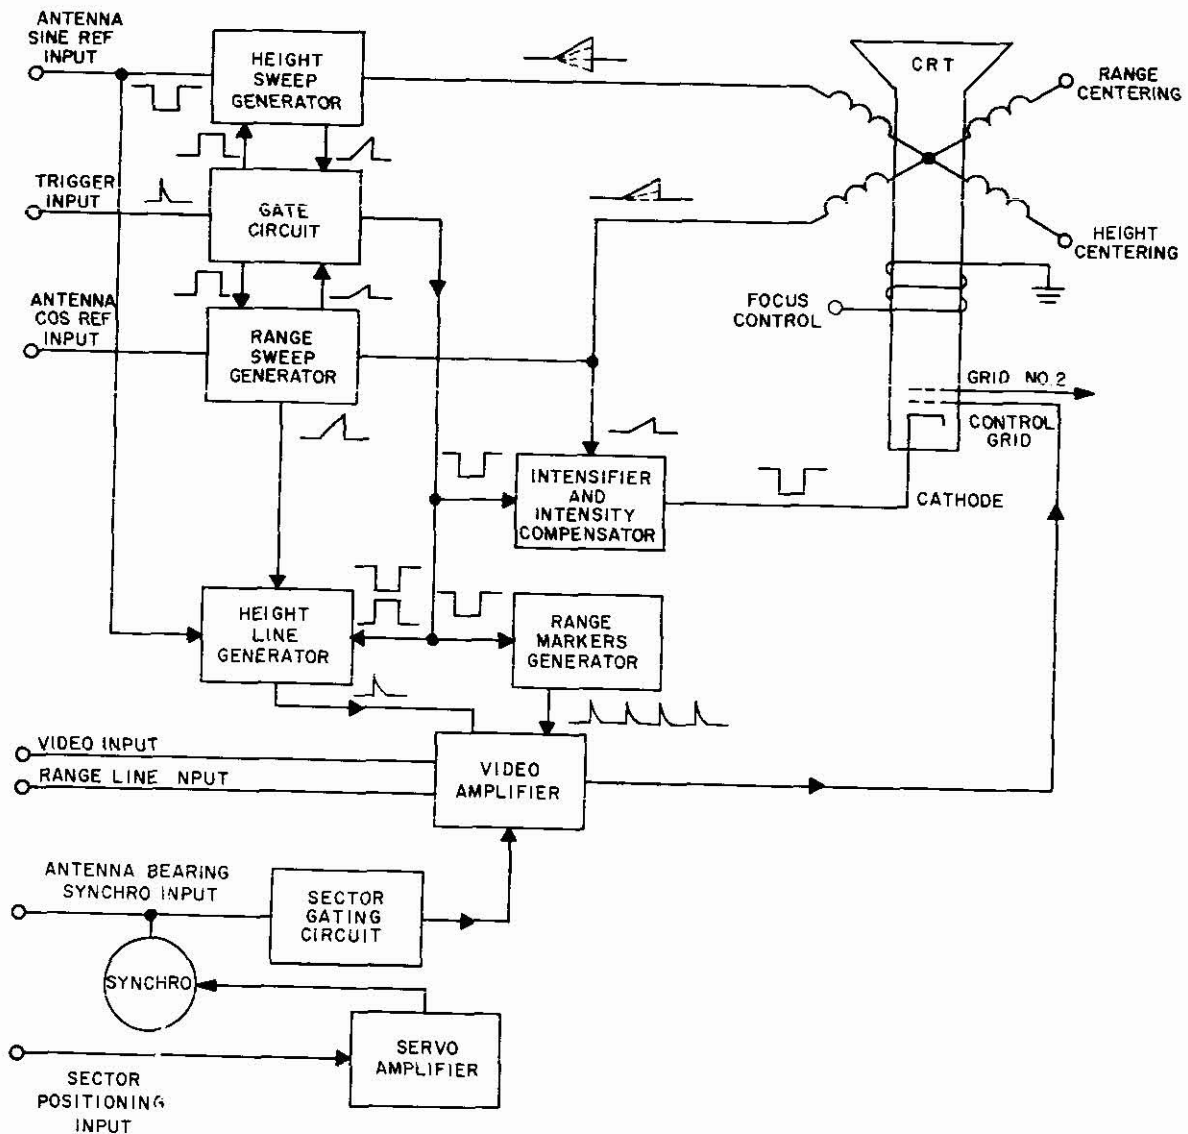 ANTENNA
SINE REF
INPUT
HEIGHT
SWEEP
GENERATOR
CRT
RANGE
CENTERING
TRIGGER
INPUT
GATE
CIRCUIT
HEIGHT
CENTERING
ANTENNA
COS REF
INPUT
RANGE
SWEEP
GENERATOR
FOCUS
CONTROL
GRID NO.2
CONTROL
GRID
INTENSIFIER
AND
INTENSITY
COMPENSATOR
CATHODE
HEIGHT
LINE
GENERATOR
RANGE
MARKERS
GENERATOR
VIDEO INPUT
RANGE LINE NPUT
VIDEO
AMPLIFIER
ANTENNA BEARING
SYNCHRO INPUT
SECTOR
GATING
CIRCUIT
SYNCHRO
SERVO
AMPLIFIER
SECTOR
POSITIONING
INPUT